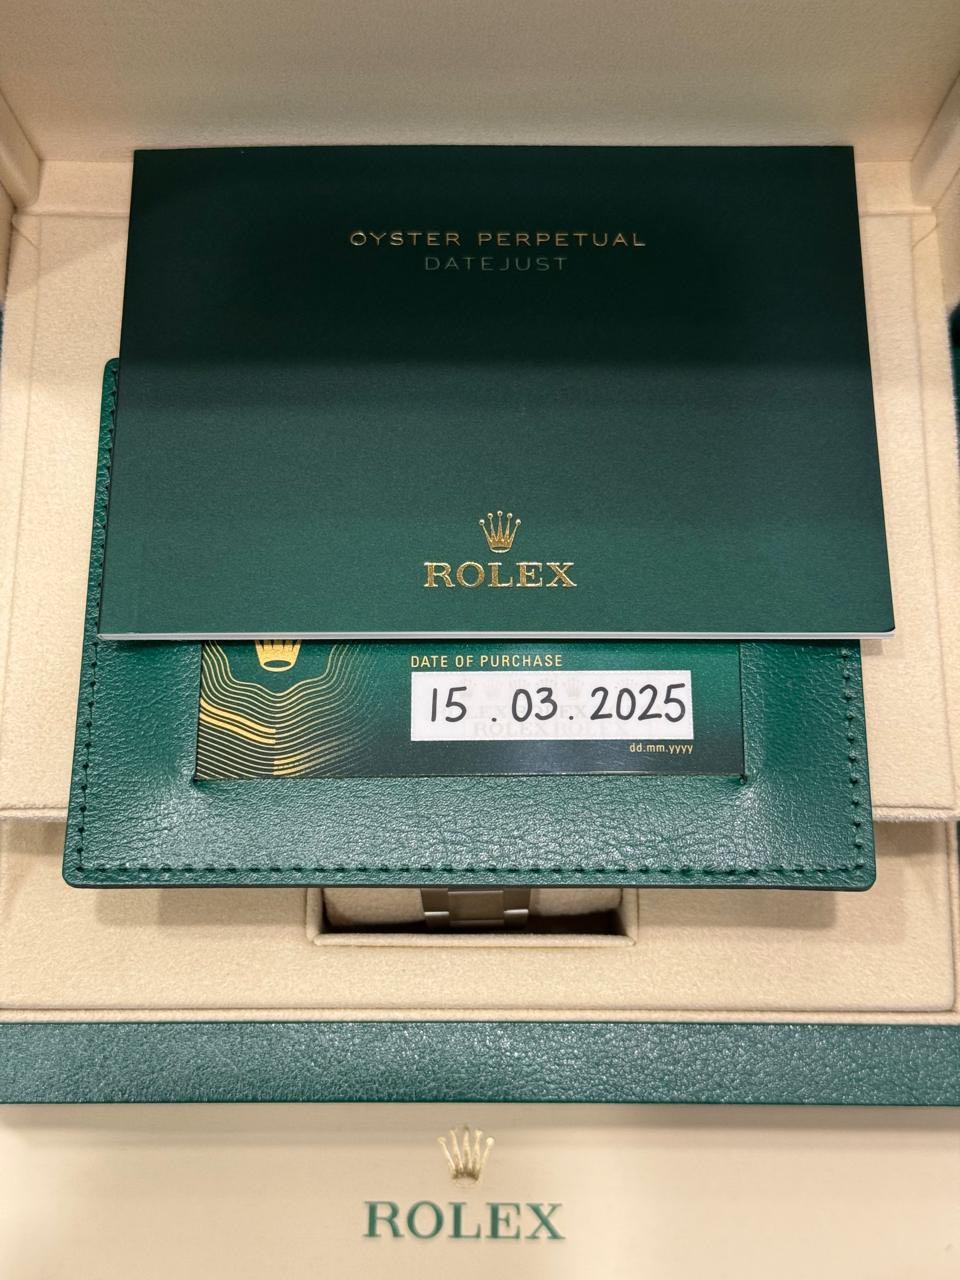 OYSTER PERPETUAL
DATEJUST
ROLEX
DATE OF PURCHASE
15.03.2025
dd.mm.yyyy
ROLEX